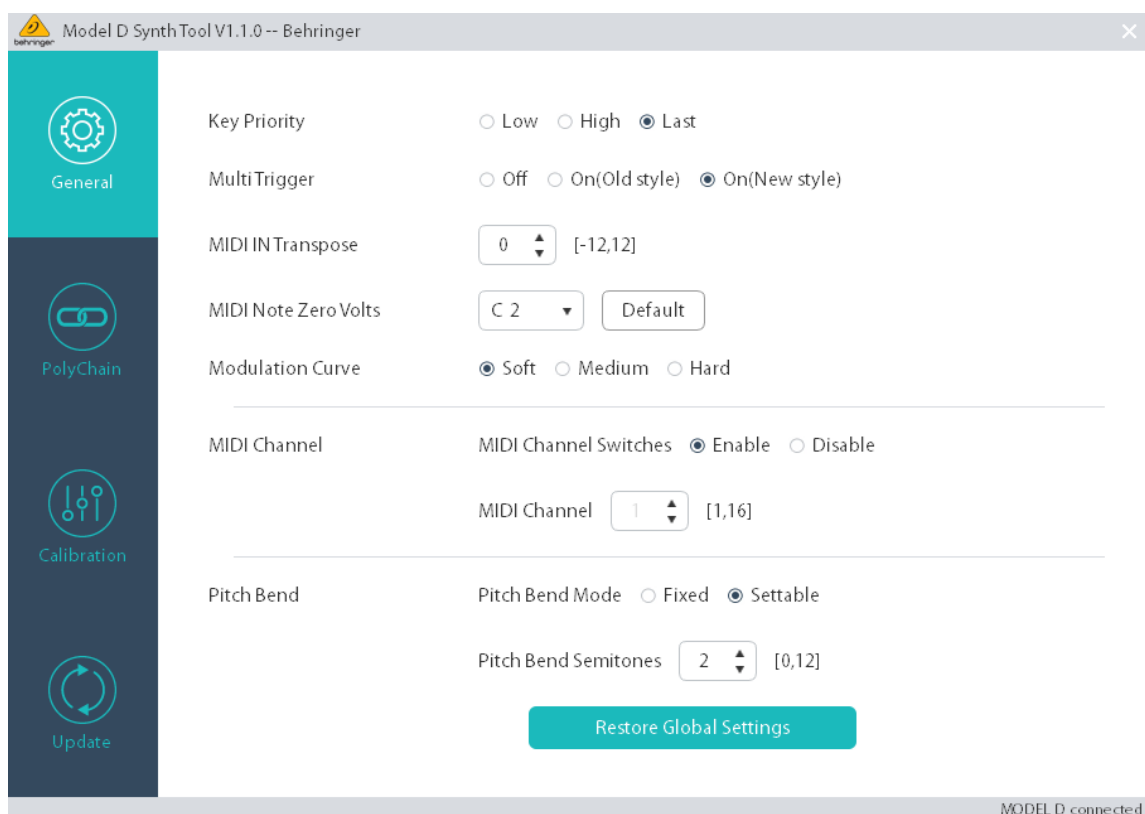 behringer Model D Synth Tool V1.1.0 -- Behringer
General
Key Priority Low High Last
Multi Trigger Off On(Old style) On(New style)
MIDI IN Transpose 0 [-12,12]
MIDI Note Zero Volts C 2 Default
PolyChain
Modulation Curve Soft Medium Hard
MIDI Channel MIDI Channel Switches Enable Disable
MIDI Channel 1 [1,16]
Calibration
Pitch Bend Pitch Bend Mode Fixed Settable
Pitch Bend Semitones 2 [0,12]
Update
Restore Global Settings
MODEL D connected